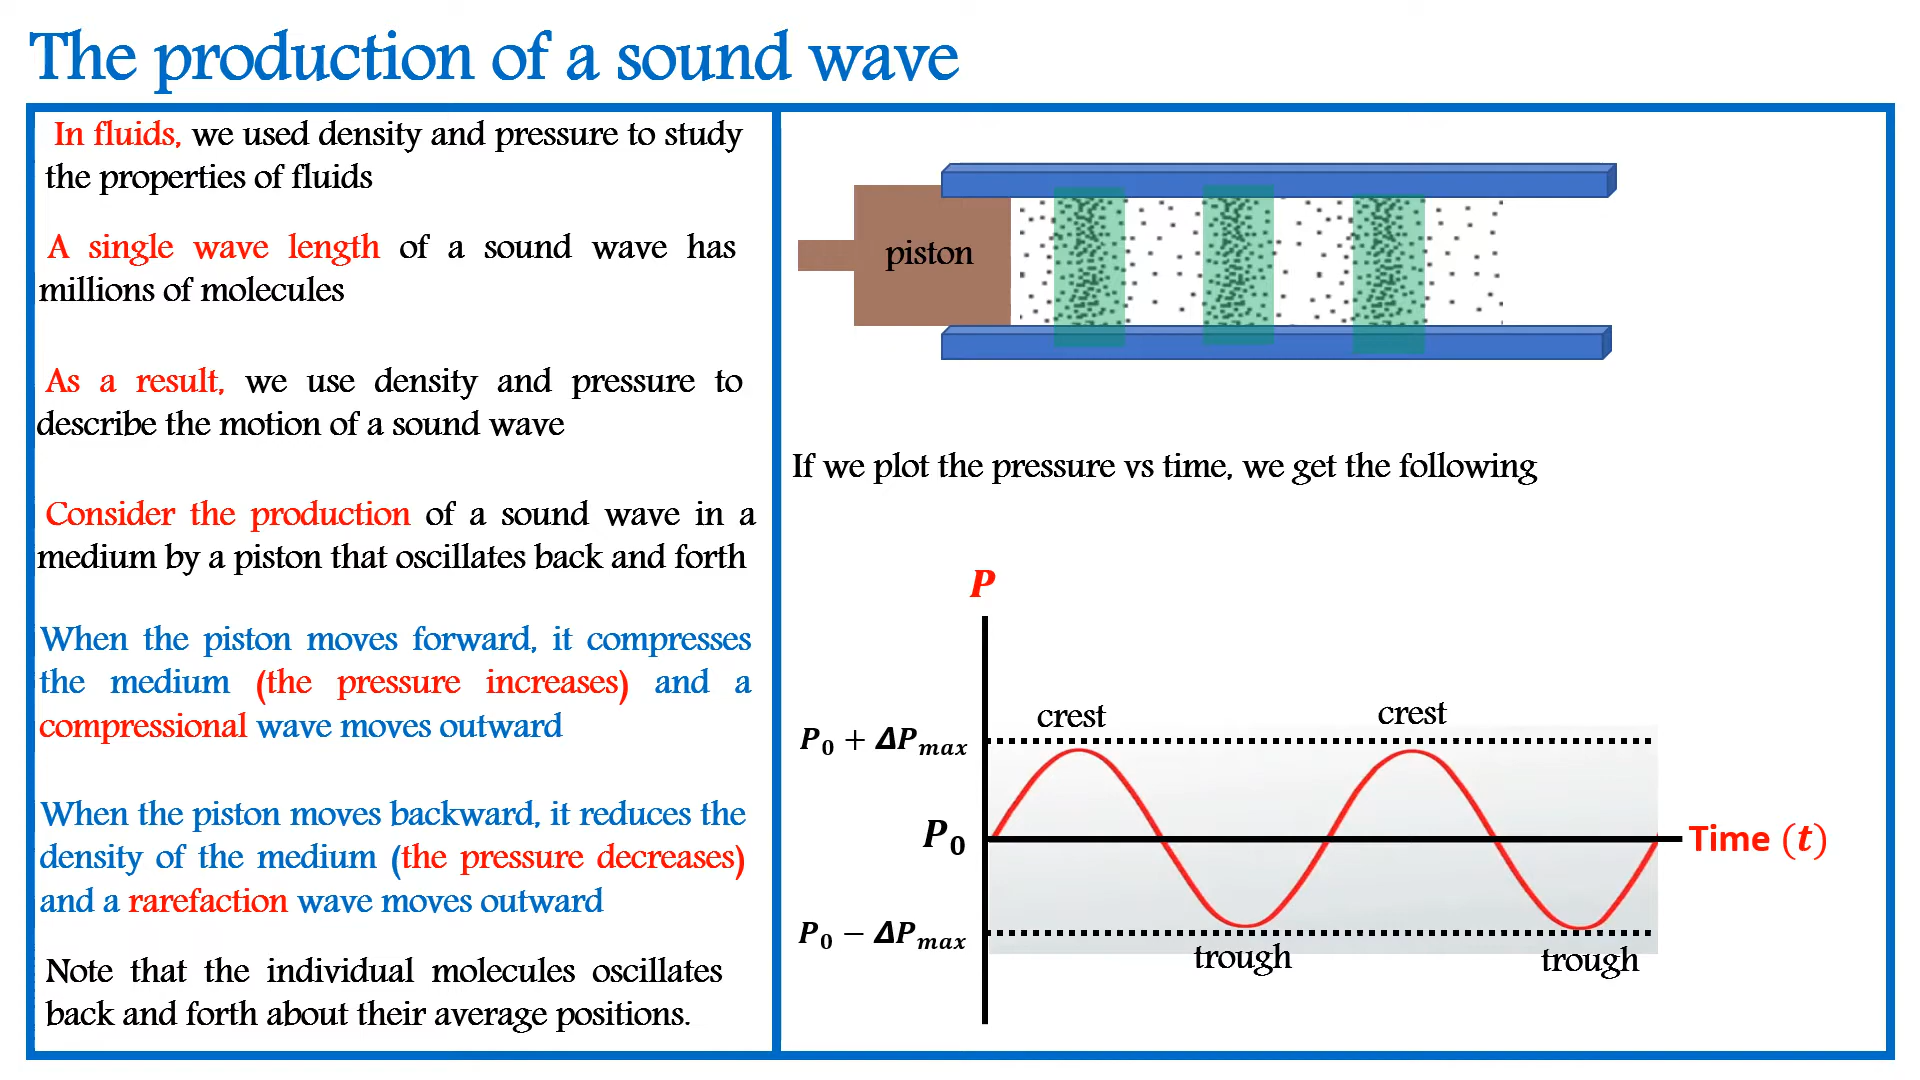 The production of a sound wave
In fluids, we used density and pressure to study
the properties of fluids
A single wave length of a sound wave has
millions of molecules
As a result, we use density and pressure to
describe the motion of a sound wave
Consider the production of a sound wave in a
medium by a piston that oscillates back and forth
When the piston moves forward, it compresses
the medium (the pressure increases) and a
compressional wave moves outward
When the piston moves backward, it reduces the
density of the medium (the pressure decreases)
and a rarefaction wave moves outward
Note that the individual molecules oscillates
back and forth about their average positions.
piston
If we plot the pressure vs time, we get the following
P
crest
crest
P₀ + ΔPₘₐₓ
P₀
Time (t)
P₀ − ΔPₘₐₓ
trough
trough